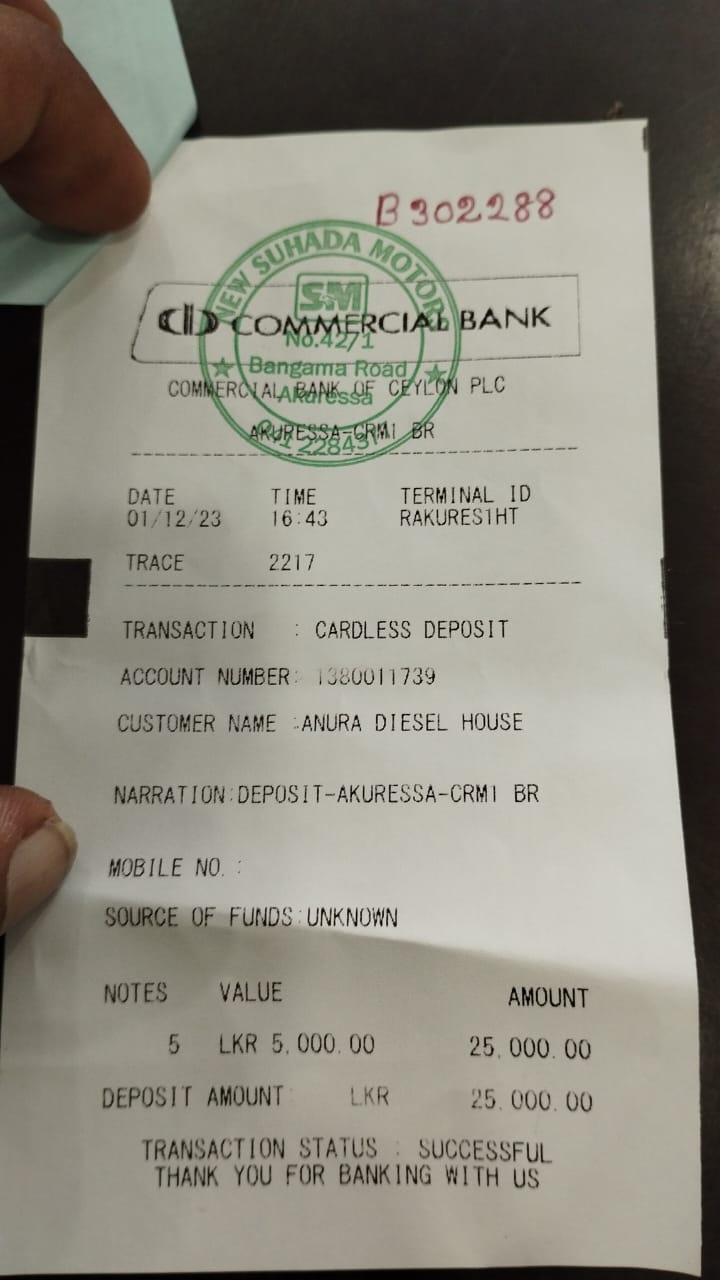 B302288
NEW SUHADA MOTORS
SM
COMMERCIAL BANK
No.42/1
Bangama Road
COMMERCIAL BANK OF CEYLON PLC
Akuressa
AKURESSA-CRM1 BR
DATE TIME TERMINAL ID
01/12/23 16:43 RAKURES1HT
TRACE 2217
TRANSACTION : CARDLESS DEPOSIT
ACCOUNT NUMBER: 1380011739
CUSTOMER NAME :ANURA DIESEL HOUSE
NARRATION:DEPOSIT-AKURESSA-CRM1 BR
MOBILE NO. :
SOURCE OF FUNDS:UNKNOWN
NOTES VALUE AMOUNT
5 LKR 5,000.00 25,000.00
DEPOSIT AMOUNT LKR 25,000.00
TRANSACTION STATUS : SUCCESSFUL
THANK YOU FOR BANKING WITH US